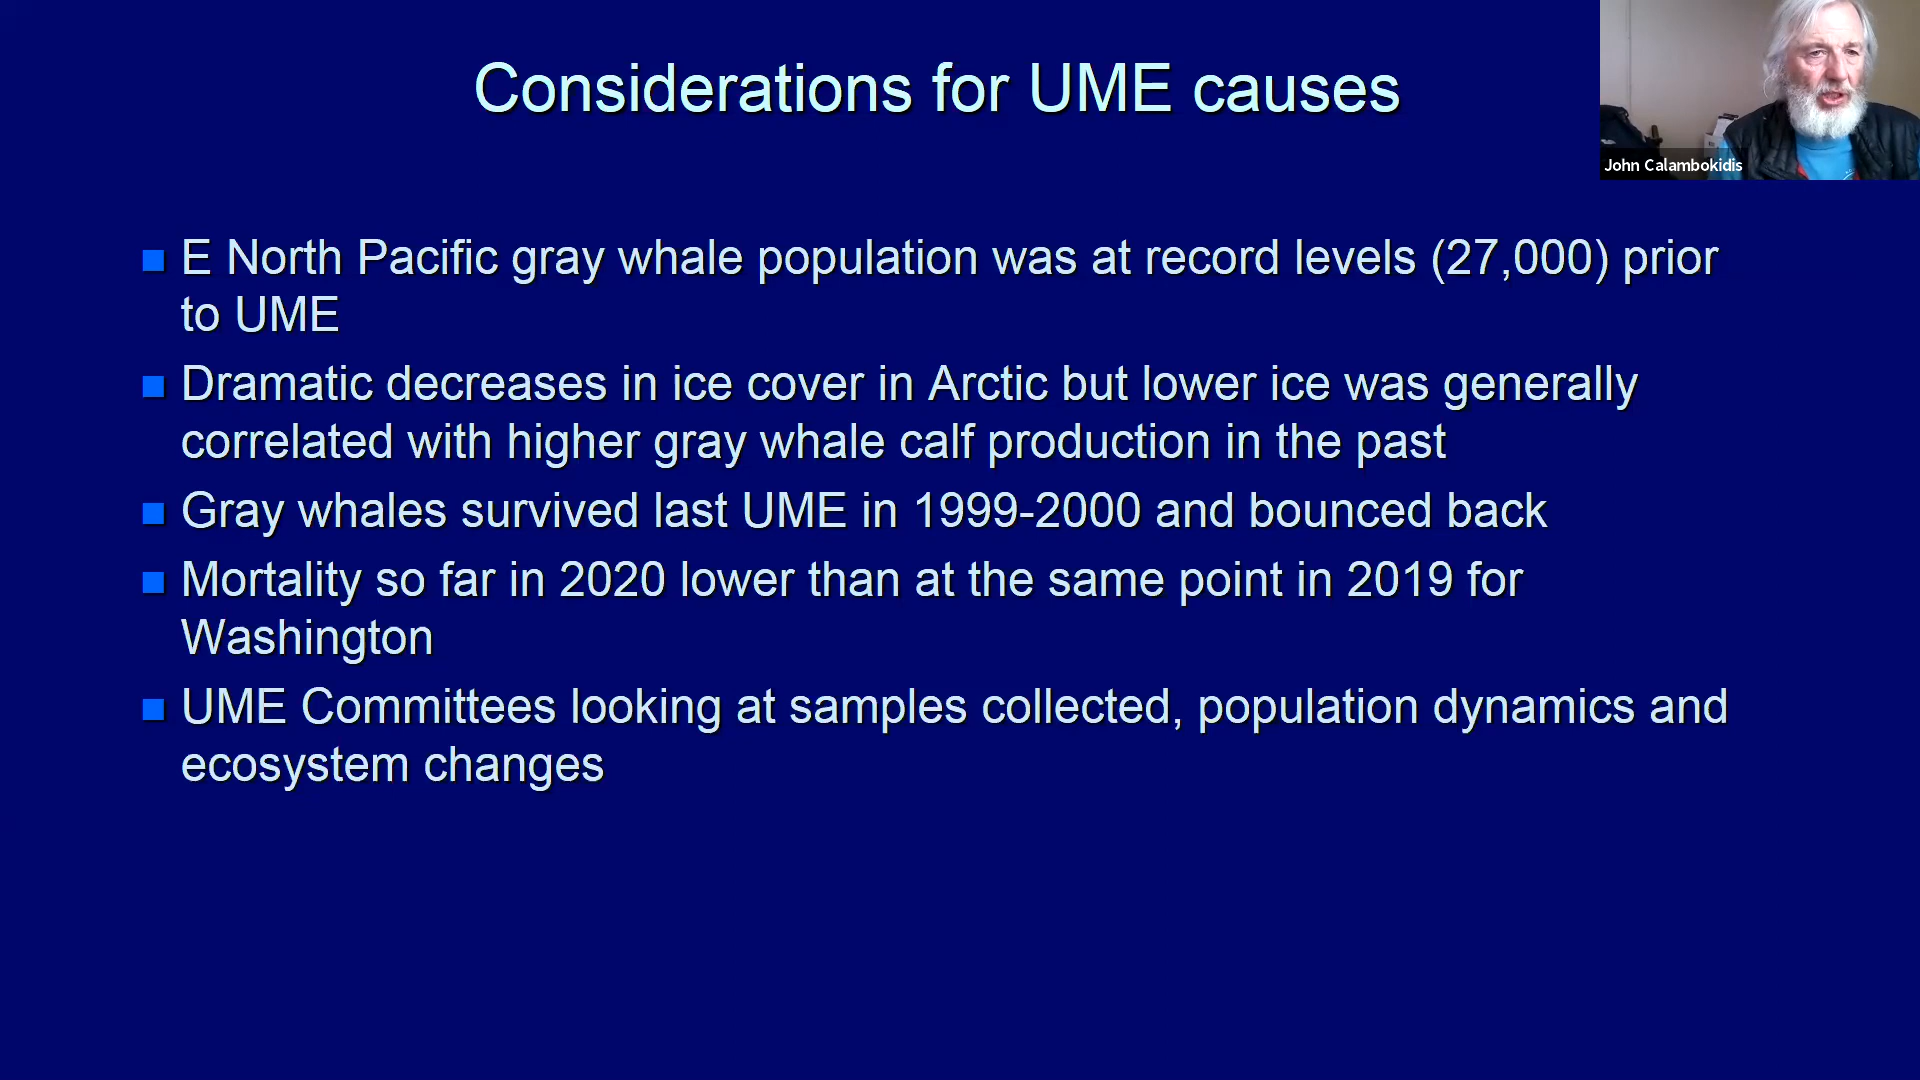 Considerations for UME causes
John Calambokidis
E North Pacific gray whale population was at record levels (27,000) prior
to UME
Dramatic decreases in ice cover in Arctic but lower ice was generally
correlated with higher gray whale calf production in the past
Gray whales survived last UME in 1999-2000 and bounced back
Mortality so far in 2020 lower than at the same point in 2019 for
Washington
UME Committees looking at samples collected, population dynamics and
ecosystem changes